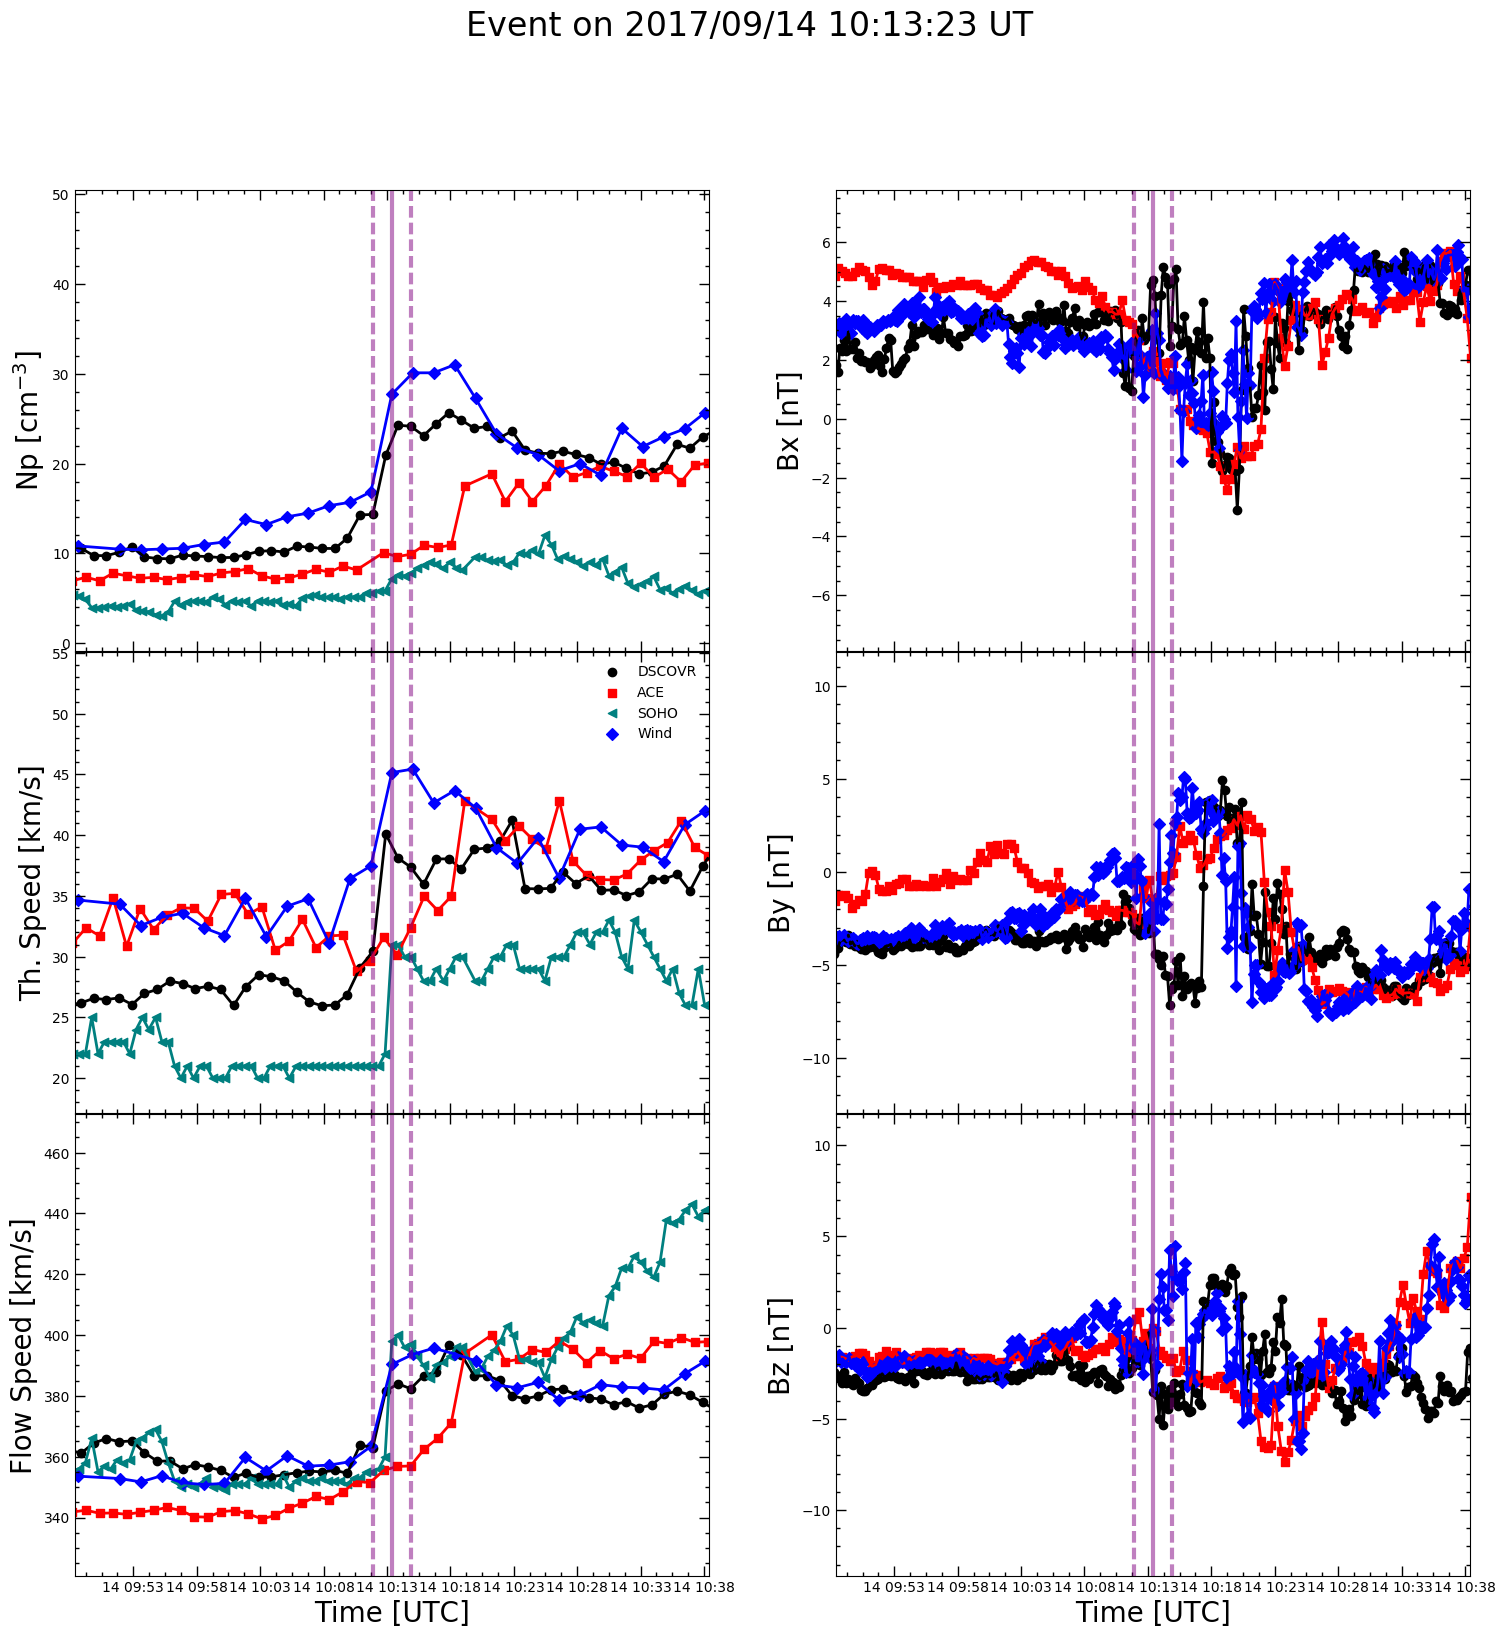 Event on 2017/09/14 10:13:23 UT
Np [cm⁻³]
50
40
30
20
10
0
Th. Speed [km/s]
55
50
45
40
35
30
25
20
DSCOVR
ACE
SOHO
Wind
Flow Speed [km/s]
460
440
420
400
380
360
340
14 09:53 14 09:58 14 10:03 14 10:08 14 10:13 14 10:18 14 10:23 14 10:28 14 10:33 14 10:38
Time [UTC]
Bx [nT]
6
4
2
0
−2
−4
−6
By [nT]
10
5
0
−5
−10
Bz [nT]
10
5
0
−5
−10
14 09:53 14 09:58 14 10:03 14 10:08 14 10:13 14 10:18 14 10:23 14 10:28 14 10:33 14 10:38
Time [UTC]